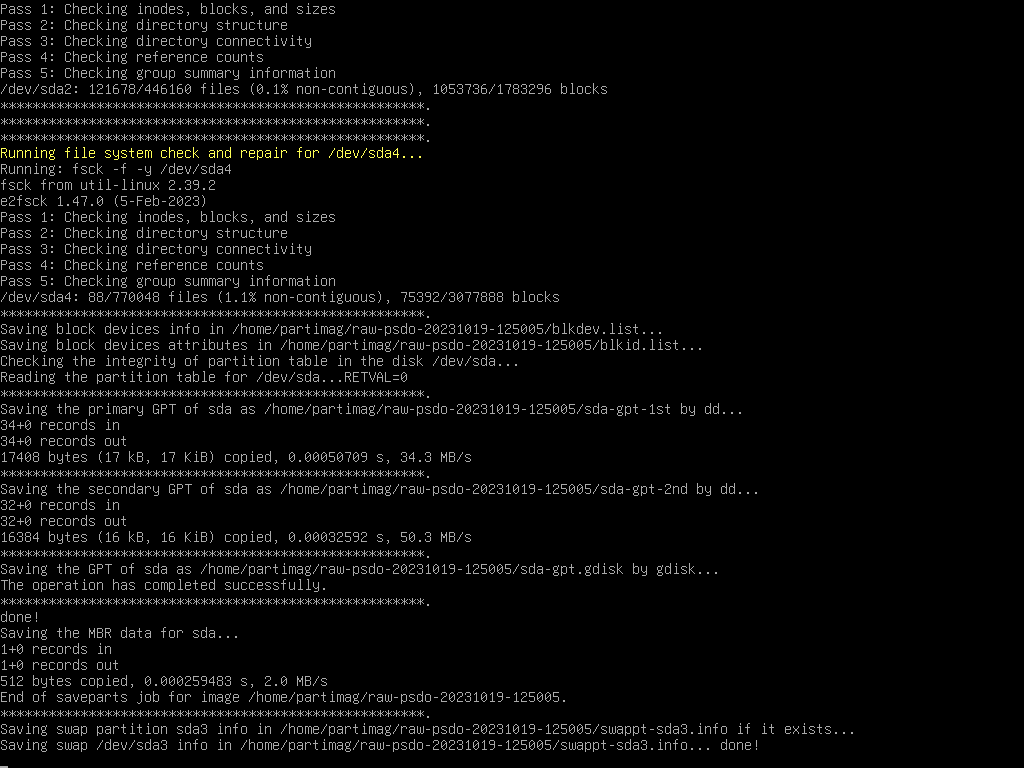 Pass 1: Checking inodes, blocks, and sizes
Pass 2: Checking directory structure
Pass 3: Checking directory connectivity
Pass 4: Checking reference counts
Pass 5: Checking group summary information
/dev/sda2: 121678/446160 files (0.1% non-contiguous), 1053736/1783296 blocks
*****************************************************.
*****************************************************.
*****************************************************.
Running file system check and repair for /dev/sda4...
Running: fsck -f -y /dev/sda4
fsck from util-linux 2.39.2
e2fsck 1.47.0 (5-Feb-2023)
Pass 1: Checking inodes, blocks, and sizes
Pass 2: Checking directory structure
Pass 3: Checking directory connectivity
Pass 4: Checking reference counts
Pass 5: Checking group summary information
/dev/sda4: 88/770048 files (1.1% non-contiguous), 75392/3077888 blocks
*****************************************************.
Saving block devices info in /home/partimag/raw-psdo-20231019-125005/blkdev.list...
Saving block devices attributes in /home/partimag/raw-psdo-20231019-125005/blkid.list...
Checking the integrity of partition table in the disk /dev/sda...
Reading the partition table for /dev/sda...RETVAL=0
*****************************************************.
Saving the primary GPT of sda as /home/partimag/raw-psdo-20231019-125005/sda-gpt-1st by dd...
34+0 records in
34+0 records out
17408 bytes (17 kB, 17 KiB) copied, 0.00050709 s, 34.3 MB/s
*****************************************************.
Saving the secondary GPT of sda as /home/partimag/raw-psdo-20231019-125005/sda-gpt-2nd by dd...
32+0 records in
32+0 records out
16384 bytes (16 kB, 16 KiB) copied, 0.00032592 s, 50.3 MB/s
*****************************************************.
Saving the GPT of sda as /home/partimag/raw-psdo-20231019-125005/sda-gpt.gdisk by gdisk...
The operation has completed successfully.
*****************************************************.
done!
Saving the MBR data for sda...
1+0 records in
1+0 records out
512 bytes copied, 0.000259483 s, 2.0 MB/s
End of saveparts job for image /home/partimag/raw-psdo-20231019-125005.
*****************************************************.
Saving swap partition sda3 info in /home/partimag/raw-psdo-20231019-125005/swappt-sda3.info if it exists...
Saving swap /dev/sda3 info in /home/partimag/raw-psdo-20231019-125005/swappt-sda3.info... done!